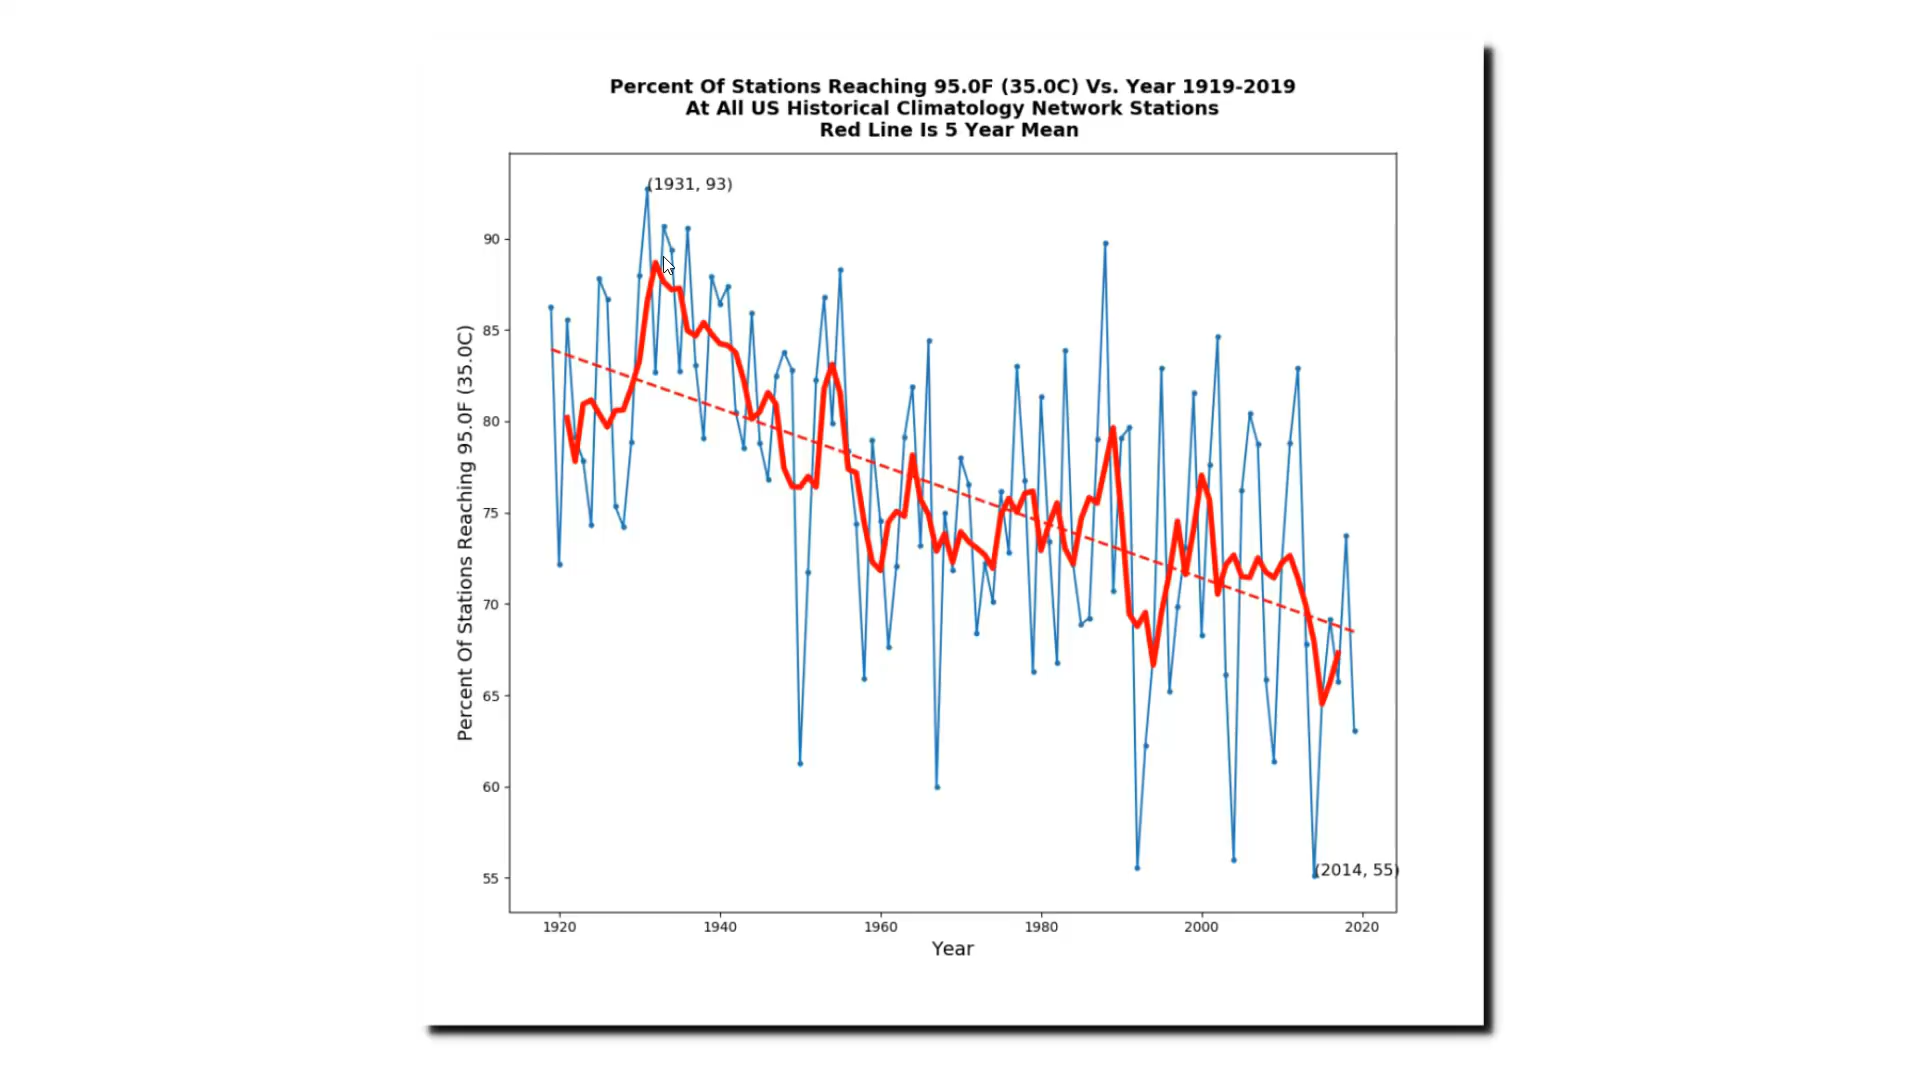 Percent Of Stations Reaching 95.0F (35.0C) Vs. Year 1919-2019
At All US Historical Climatology Network Stations
Red Line Is 5 Year Mean
(1931, 93)
90
85
80
75
70
65
60
55
Percent Of Stations Reaching 95.0F (35.0C)
(2014, 55)
1920 1940 1960 1980 2000 2020
Year